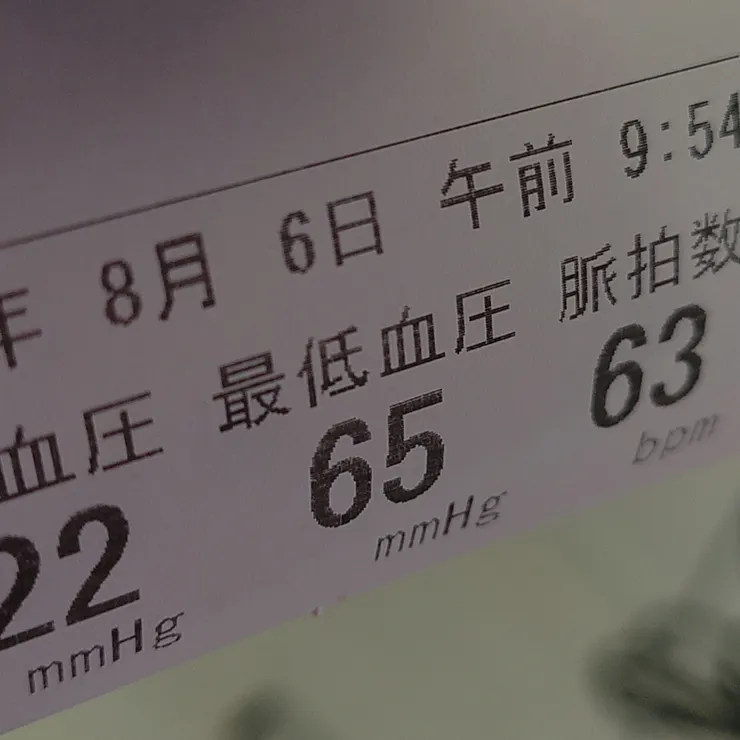 年 8月 6日 午前 9:54
血圧 最低血圧 脈拍数
22 65 63
mmHg mmHg bpm